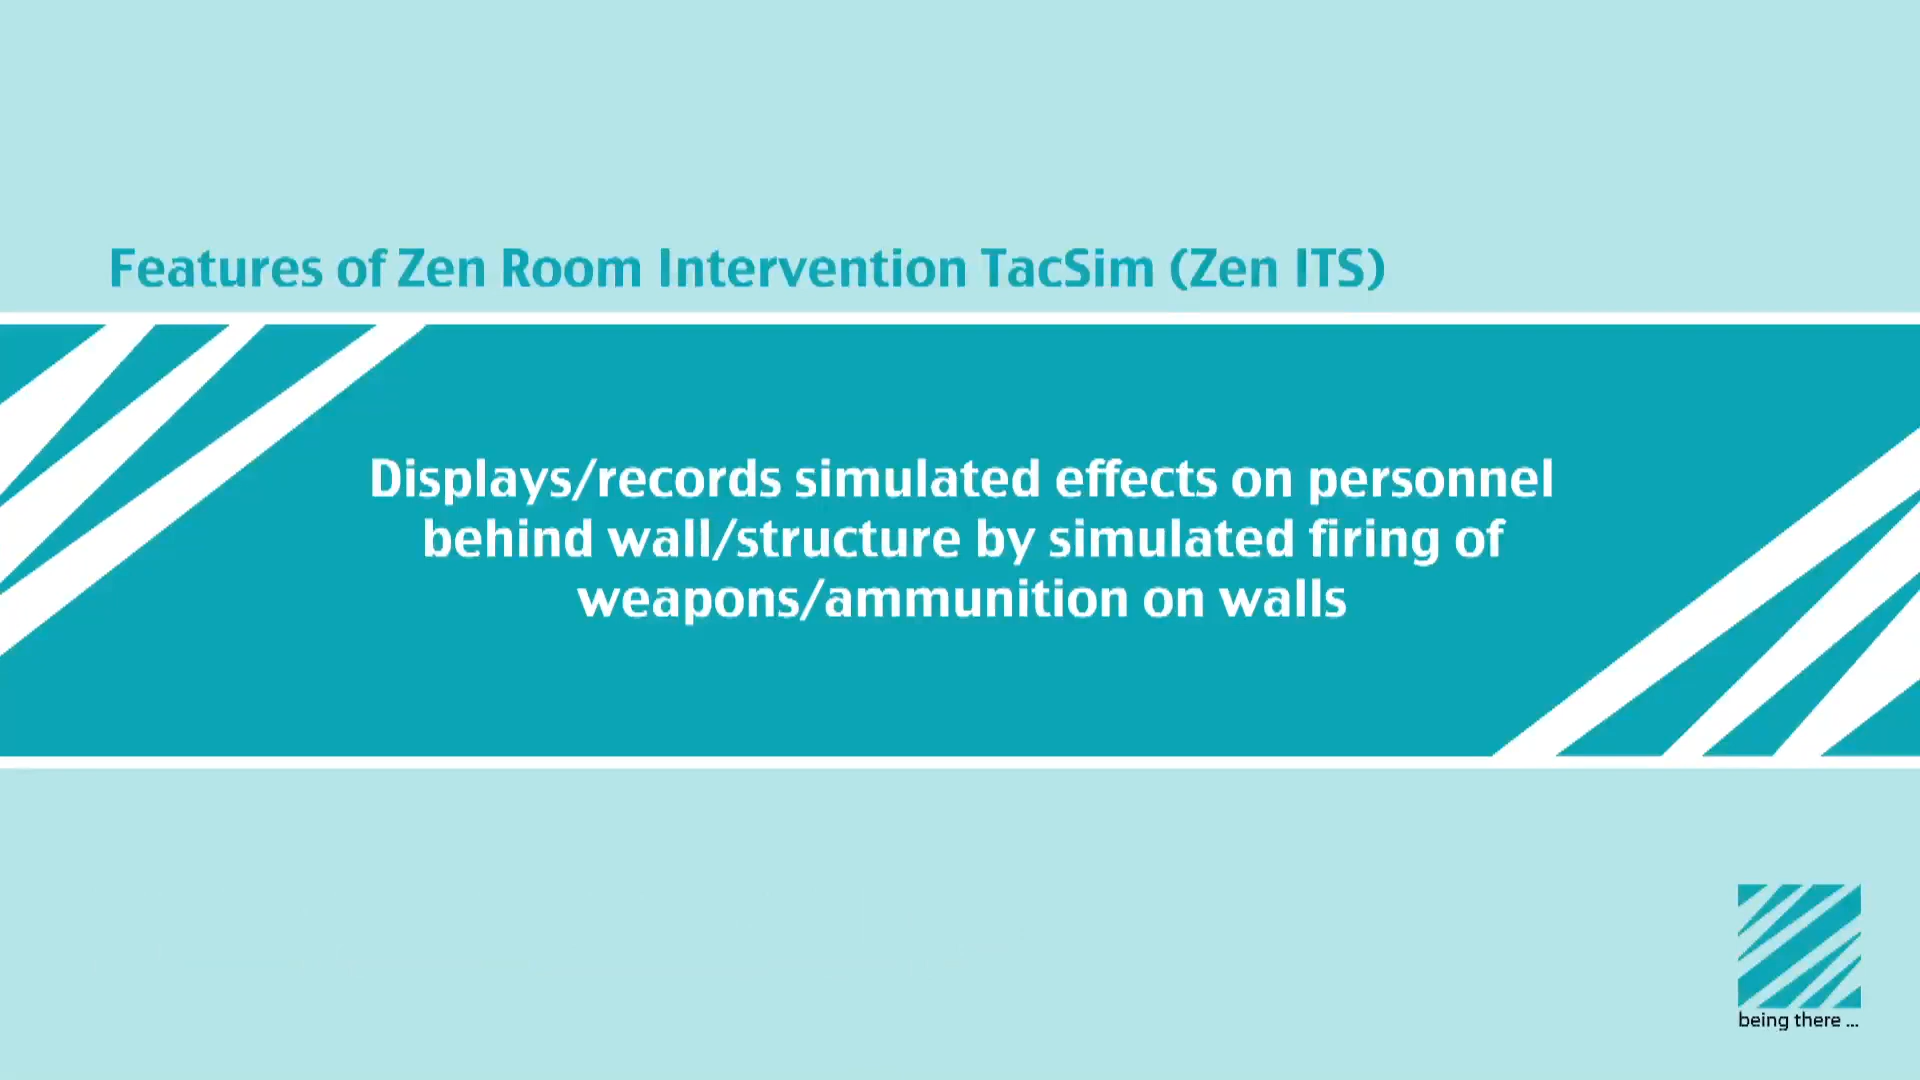 Features of Zen Room Intervention TacSim (Zen ITS)
Displays/records simulated effects on personnel
behind wall/structure by simulated firing of
weapons/ammunition on walls
being there ...